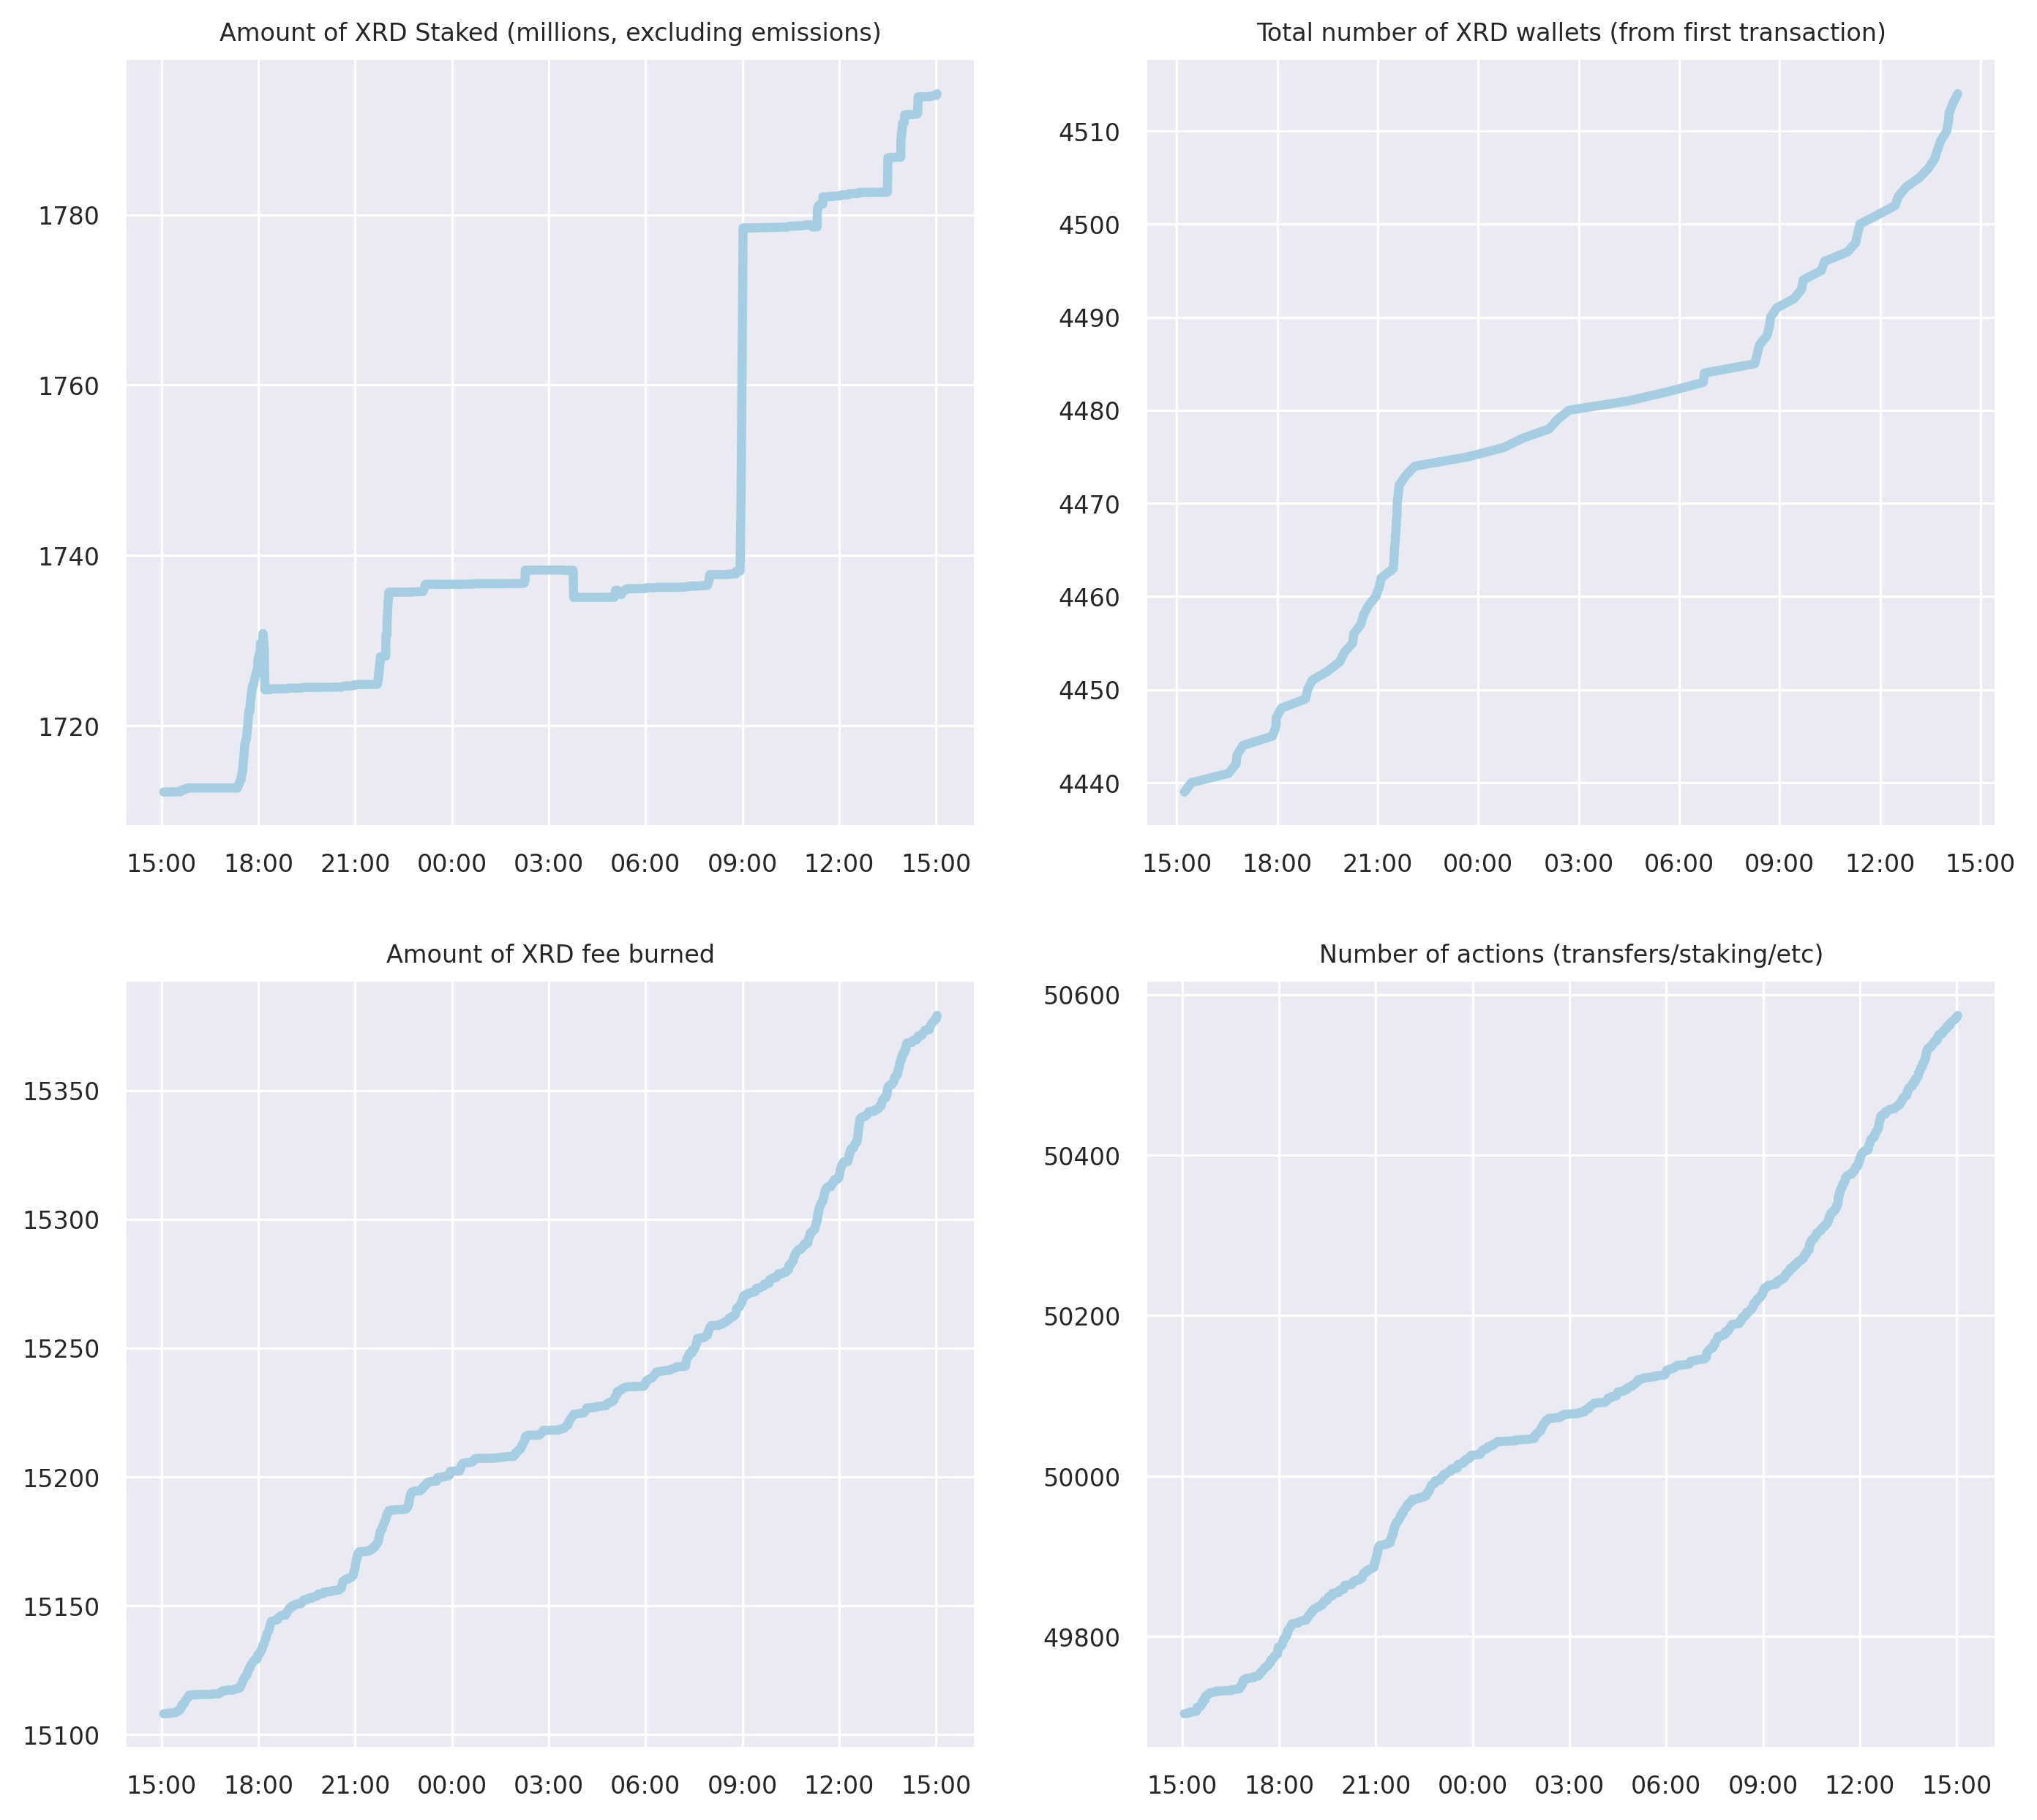 Amount of XRD Staked (millions, excluding emissions)
1780
1760
1740
1720
15:00 18:00 21:00 00:00 03:00 06:00 09:00 12:00 15:00
Total number of XRD wallets (from first transaction)
4510
4500
4490
4480
4470
4460
4450
4440
15:00 18:00 21:00 00:00 03:00 06:00 09:00 12:00 15:00
Amount of XRD fee burned
15350
15300
15250
15200
15150
15100
15:00 18:00 21:00 00:00 03:00 06:00 09:00 12:00 15:00
Number of actions (transfers/staking/etc)
50600
50400
50200
50000
49800
15:00 18:00 21:00 00:00 03:00 06:00 09:00 12:00 15:00